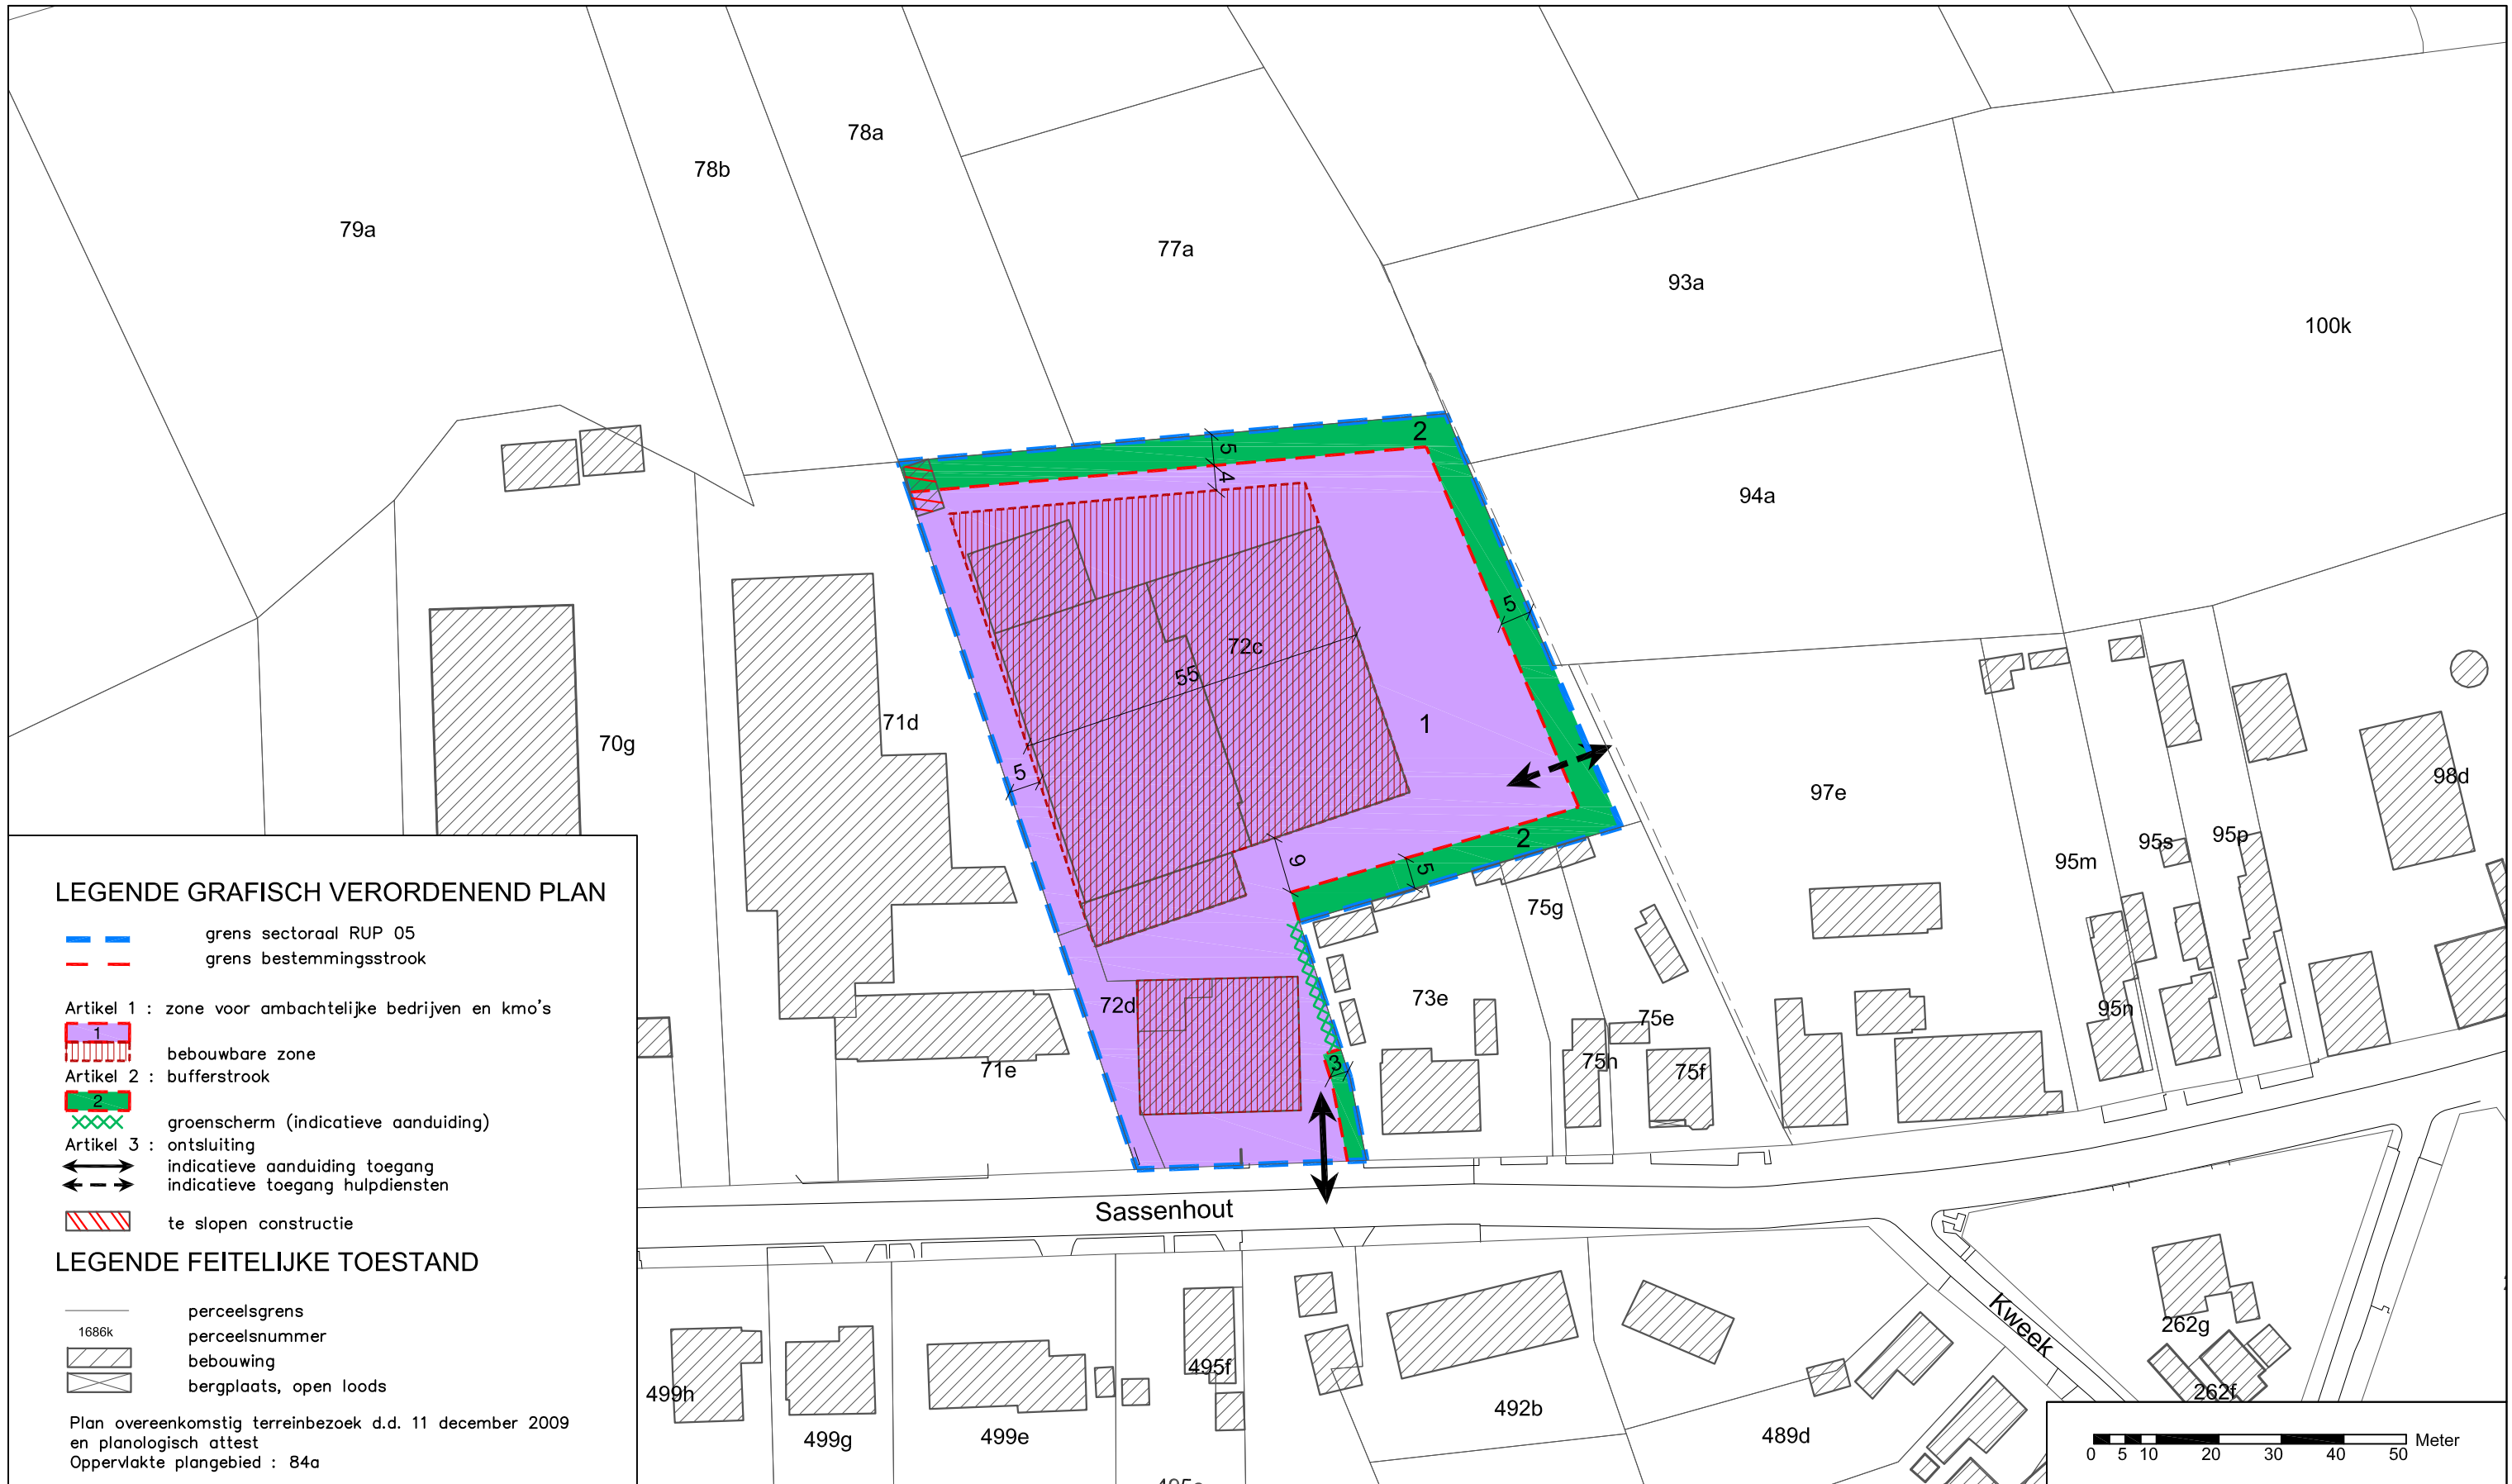 79a
78b
78a
77a
93a
100k
94a
2
5
4
5
72c
55
1
5
71d
70g
97e
98d
95s
95p
95m
2
9
5
75g
73e
72d
75e
95n
75h
75f
71e
3
Sassenhout
Kweek
262g
262f
495f
499h
499g
499e
492b
489d
LEGENDE GRAFISCH VERORDENEND PLAN
grens sectoraal RUP 05
grens bestemmingsstrook
Artikel 1 : zone voor ambachtelijke bedrijven en kmo's
1
bebouwbare zone
Artikel 2 : bufferstrook
2
groenscherm (indicatieve aanduiding)
Artikel 3 : ontsluiting
indicatieve aanduiding toegang
indicatieve toegang hulpdiensten
te slopen constructie
LEGENDE FEITELIJKE TOESTAND
perceelsgrens
1686k perceelsnummer
bebouwing
bergplaats, open loods
Plan overeenkomstig terreinbezoek d.d. 11 december 2009
en planologisch attest
Oppervlakte plangebied : 84a
Meter
0 5 10 20 30 40 50